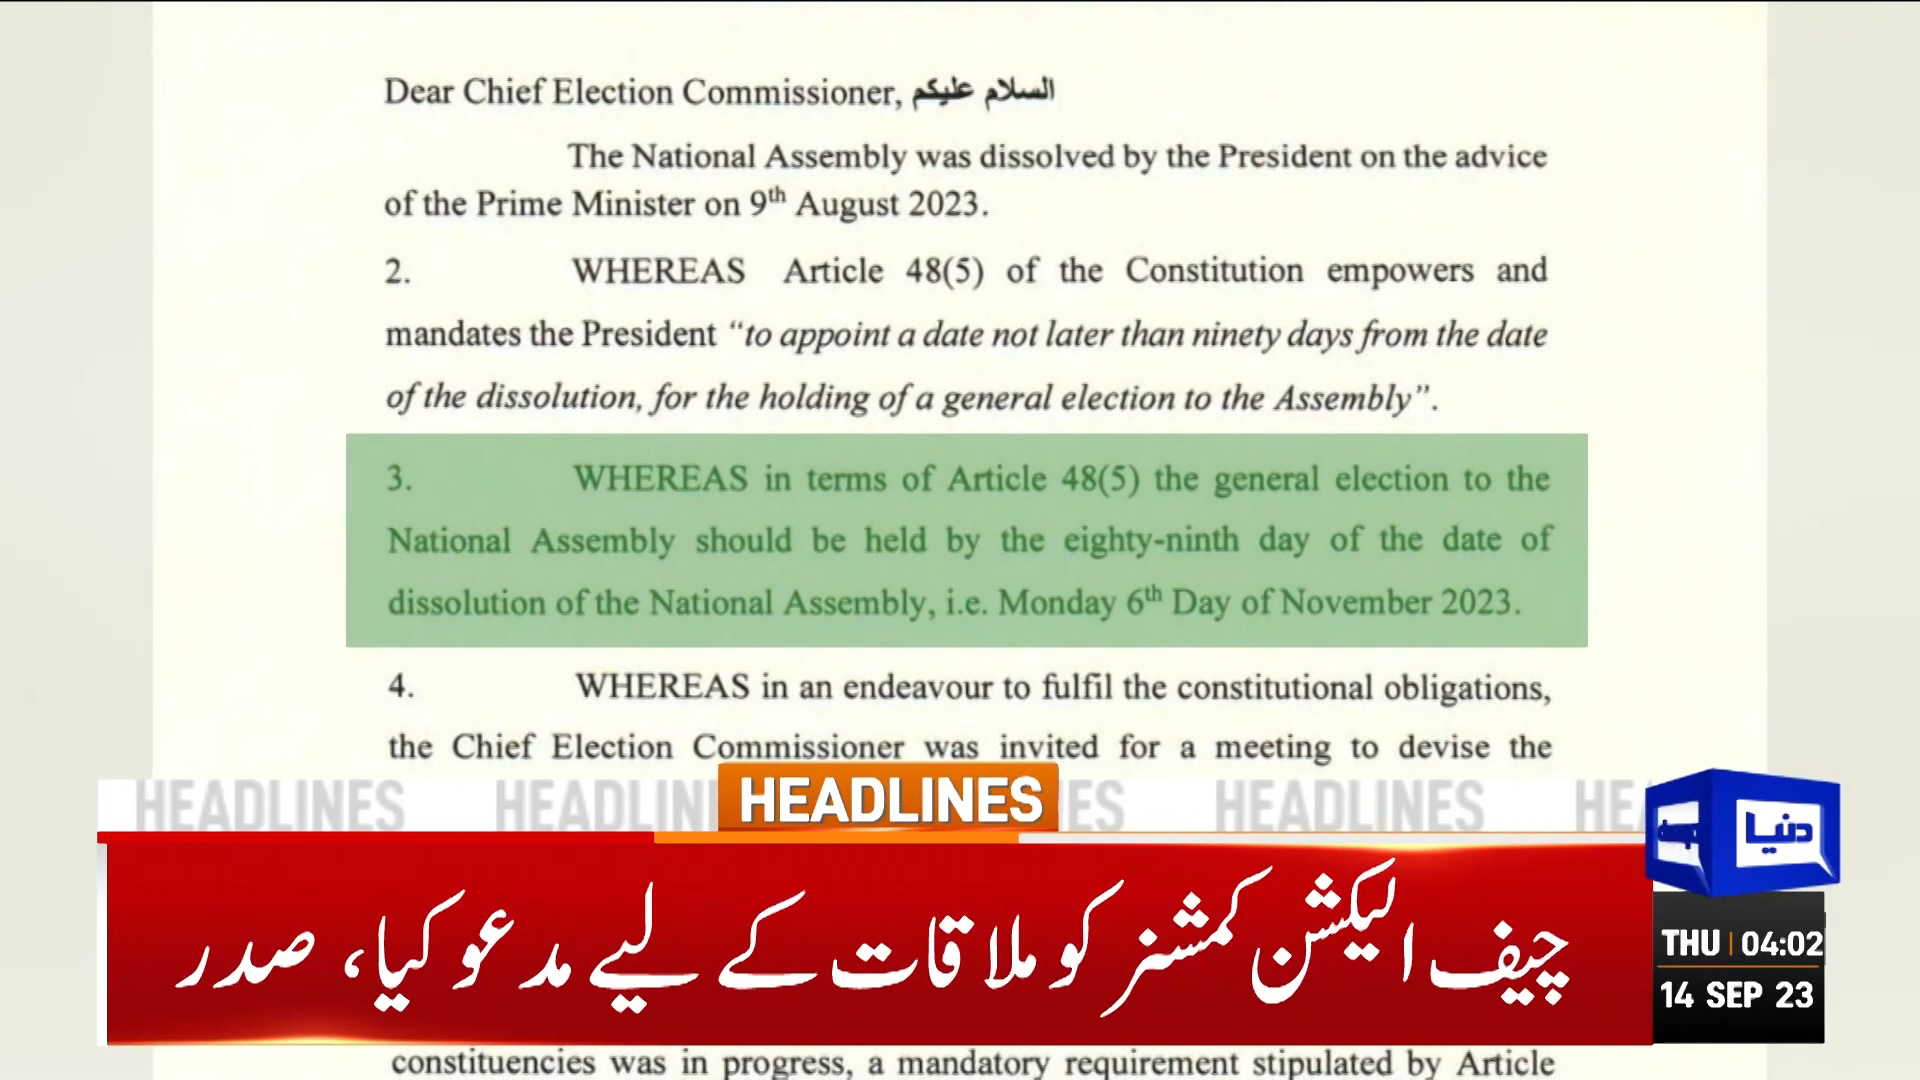 Dear Chief Election Commissioner, السلام علیکم
The National Assembly was dissolved by the President on the advice
of the Prime Minister on 9th August 2023.
2. WHEREAS Article 48(5) of the Constitution empowers and
mandates the President “to appoint a date not later than ninety days from the date
of the dissolution, for the holding of a general election to the Assembly”.
3. WHEREAS in terms of Article 48(5) the general election to the
National Assembly should be held by the eighty-ninth day of the date of
dissolution of the National Assembly, i.e. Monday 6th Day of November 2023.
4. WHEREAS in an endeavour to fulfil the constitutional obligations,
the Chief Election Commissioner was invited for a meeting to devise the
HEADLINES HEADLIN HEADLINES ES HEADLINES HE
دنیا
چیف الیکشن کمشنر کو ملاقات کے لیے مدعو کیا، صدر
THU 04:02
14 SEP 23
constituencies was in progress, a mandatory requirement stipulated by Article